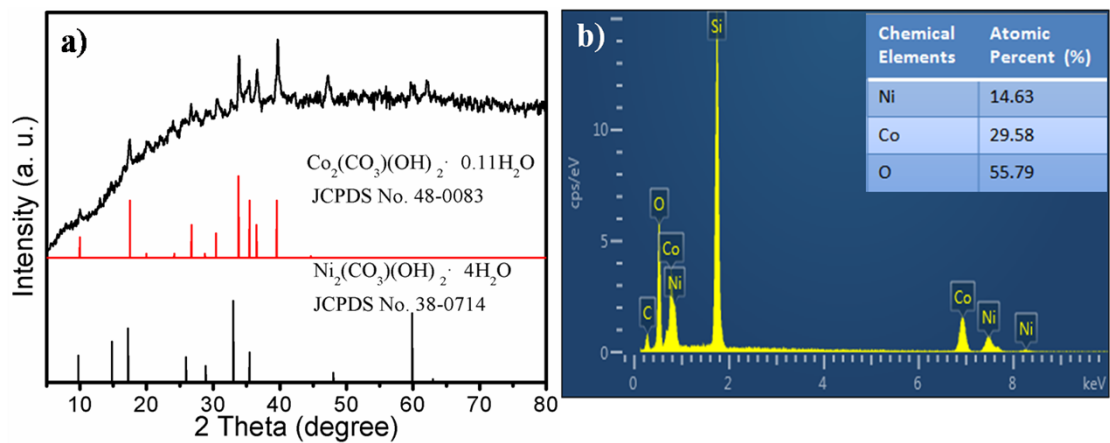 a)
Intensity (a. u.)
Co2(CO3)(OH) 2· 0.11H2O
JCPDS No. 48-0083
Ni2(CO3)(OH) 2· 4H2O
JCPDS No. 38-0714
10 20 30 40 50 60 70 80
2 Theta (degree)
b)
cps/eV
10
5
0
Si
O
Co
Ni
C
Co
Ni
Ni
0 2 4 6 8 keV
Chemical Elements Atomic Percent (%)
Ni 14.63
Co 29.58
O 55.79